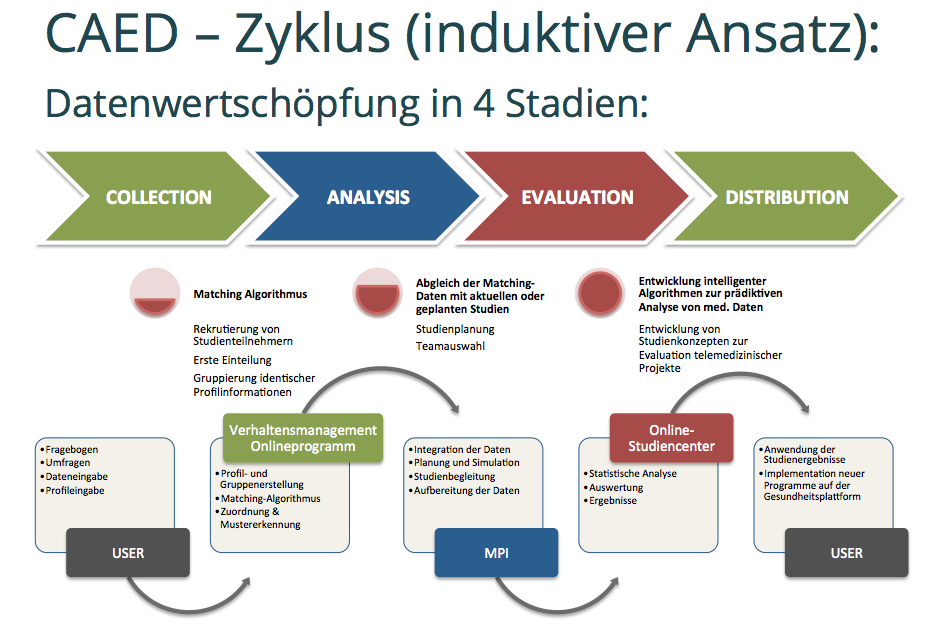 CAED – Zyklus (induktiver Ansatz):
Datenwertschöpfung in 4 Stadien:
COLLECTION
ANALYSIS
EVALUATION
DISTRIBUTION
Matching Algorithmus
Rekrutierung von
Studienteilnehmern
Erste Einteilung
Gruppierung identischer
Profilinformationen
Abgleich der Matching-
Daten mit aktuellen oder
geplanten Studien
Studienplanung
Teamauswahl
Entwicklung intelligenter
Algorithmen zur prädiktiven
Analyse von med. Daten
Entwicklung von
Studienkonzepten zur
Evaluation telemedizinischer
Projekte
•Fragebogen
•Umfragen
•Dateneingabe
•Profileingabe
USER
Verhaltensmanagement
Onlineprogramm
•Profil- und
Gruppenerstellung
•Matching-Algorithmus
•Zuordnung &
Mustererkennung
•Integration der Daten
•Planung und Simulation
•Studienbegleitung
•Aufbereitung der Daten
MPI
Online-
Studiencenter
•Statistische Analyse
•Auswertung
•Ergebnisse
•Anwendung der
Studienergebnisse
•Implementation neuer
Programme auf der
Gesundheitsplattform
USER